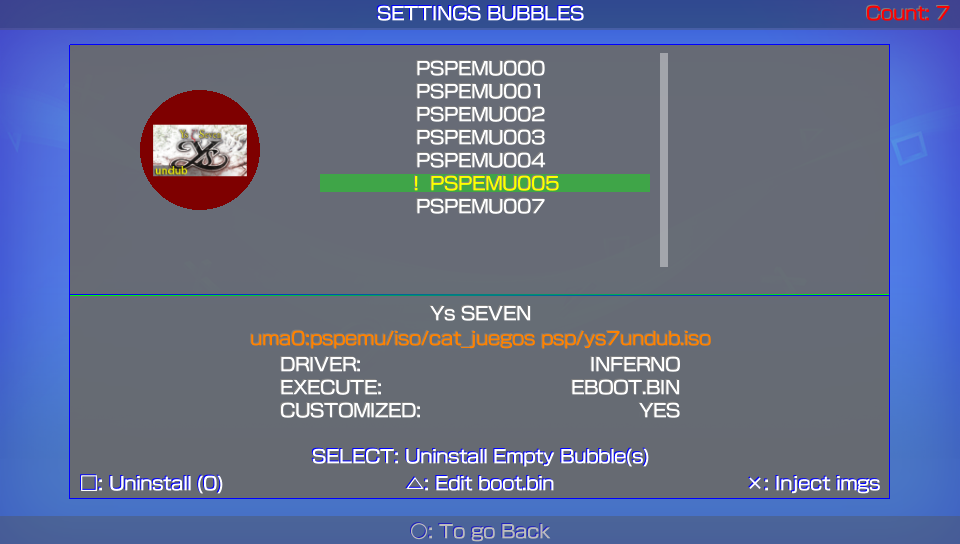 SETTINGS BUBBLES
Count: 7
PSPEMU000
PSPEMU001
PSPEMU002
PSPEMU003
PSPEMU004
! PSPEMU005
PSPEMU007
Ys Seven
Ys
undub
Ys SEVEN
uma0:pspemu/iso/cat_juegos psp/ys7undub.iso
DRIVER: INFERNO
EXECUTE: EBOOT.BIN
CUSTOMIZED: YES
SELECT: Uninstall Empty Bubble(s)
□: Uninstall (0) △: Edit boot.bin ×: Inject imgs
○: To go Back